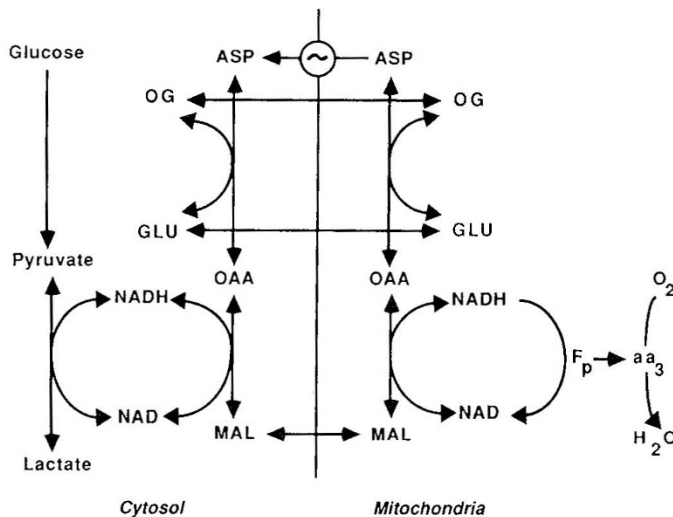 Glucose
ASP ~ ASP
OG OG
GLU GLU
Pyruvate
OAA OAA
NADH NADH O2
Fp aa3
NAD NAD
MAL MAL H2O
Lactate
Cytosol Mitochondria